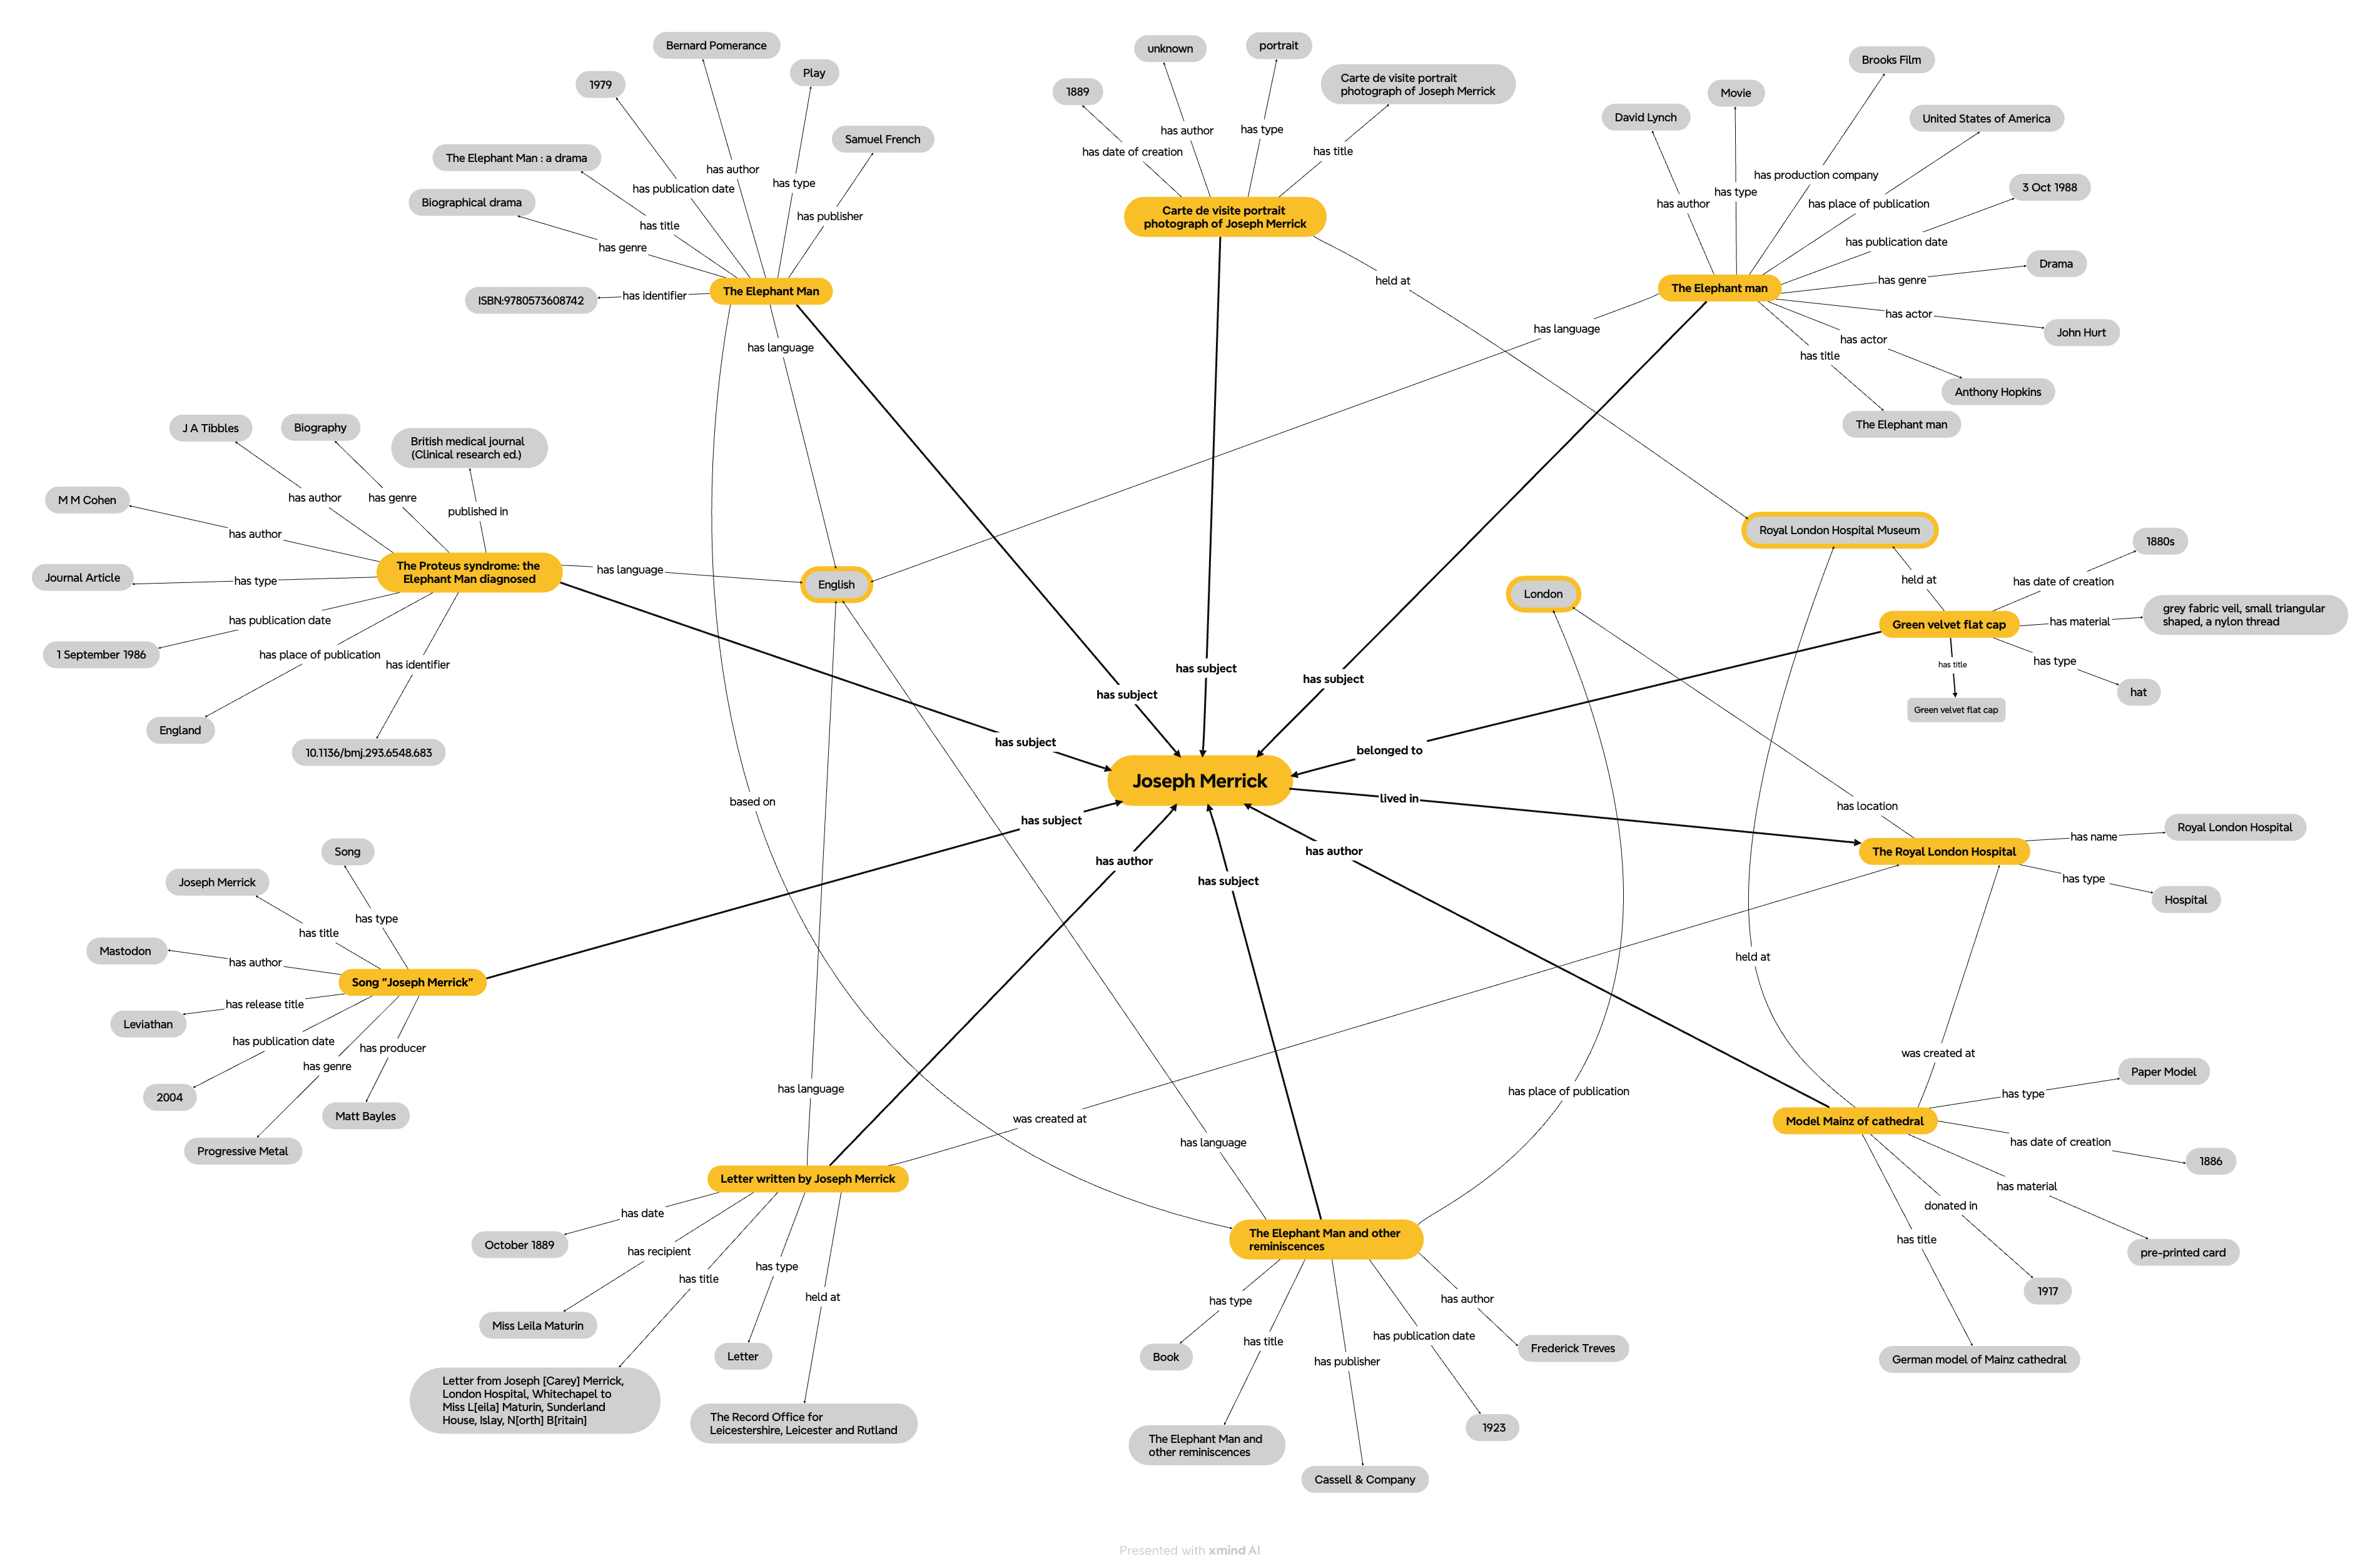 Bernard Pomerance
1979
Play
Samuel French
The Elephant Man : a drama
Biographical drama
ISBN:9780573608742
has author
has publication date
has type
has publisher
has title
has genre
has identifier
The Elephant Man
has language
based on
has subject
unknown
portrait
1889
Carte de visite portrait
photograph of Joseph Merrick
has author
has type
has date of creation
has title
Carte de visite portrait
photograph of Joseph Merrick
held at
has subject
Brooks Film
Movie
David Lynch
United States of America
3 Oct 1988
Drama
John Hurt
Anthony Hopkins
The Elephant man
has production company
has type
has author
has place of publication
has publication date
has genre
has actor
has actor
has title
The Elephant man
has language
has subject
J A Tibbles
Biography
British medical journal
(Clinical research ed.)
M M Cohen
Journal Article
1 September 1986
England
10.1136/bmj.293.6548.683
has author
has genre
published in
has author
has type
has publication date
has place of publication
has identifier
The Proteus syndrome: the
Elephant Man diagnosed
has language
has subject
English
Royal London Hospital Museum
London
1880s
has date of creation
held at
grey fabric veil, small triangular
shaped, a nylon thread
has material
Green velvet flat cap
has title
has type
hat
Green velvet flat cap
belonged to
Joseph Merrick
lived in
has location
The Royal London Hospital
has name
Royal London Hospital
has type
Hospital
Song
Joseph Merrick
Mastodon
Leviathan
2004
Progressive Metal
Matt Bayles
has type
has title
has author
has release title
has publication date
has genre
has producer
Song "Joseph Merrick"
has subject
has author
has language
was created at
Letter written by Joseph Merrick
has date
October 1889
has recipient
Miss Leila Maturin
has title
Letter from Joseph [Carey] Merrick,
London Hospital, Whitechapel to
Miss L[eila] Maturin, Sunderland
House, Islay, N[orth] B[ritain]
has type
Letter
held at
The Record Office for
Leicestershire, Leicester and Rutland
has subject
has language
has place of publication
The Elephant Man and other
reminiscences
has type
Book
has title
The Elephant Man and
other reminiscences
has publisher
Cassell & Company
has publication date
1923
has author
Frederick Treves
has author
held at
was created at
Model Mainz of cathedral
has type
Paper Model
has date of creation
1886
has material
pre-printed card
donated in
1917
has title
German model of Mainz cathedral
Presented with xmind AI